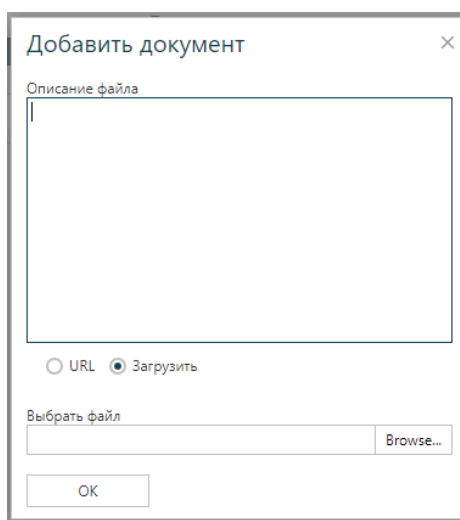 Добавить документ
Описание файла
URL Загрузить
Выбрать файл
Browse...
OK